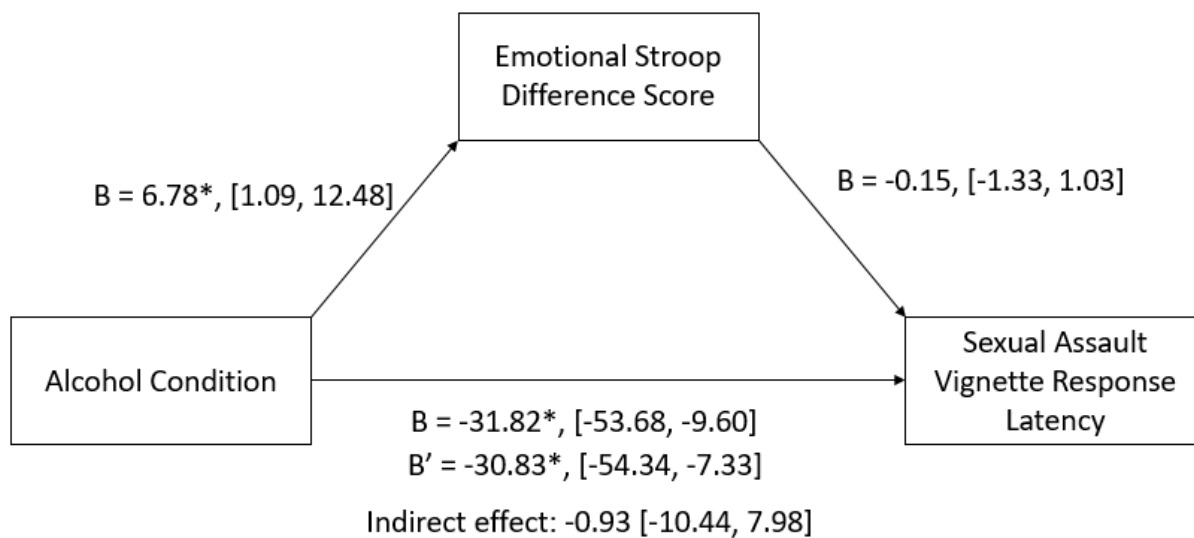 Emotional Stroop
Difference Score
B = 6.78*, [1.09, 12.48]
B = -0.15, [-1.33, 1.03]
Alcohol Condition
Sexual Assault
Vignette Response
Latency
B = -31.82*, [-53.68, -9.60]
B′ = -30.83*, [-54.34, -7.33]
Indirect effect: -0.93 [-10.44, 7.98]